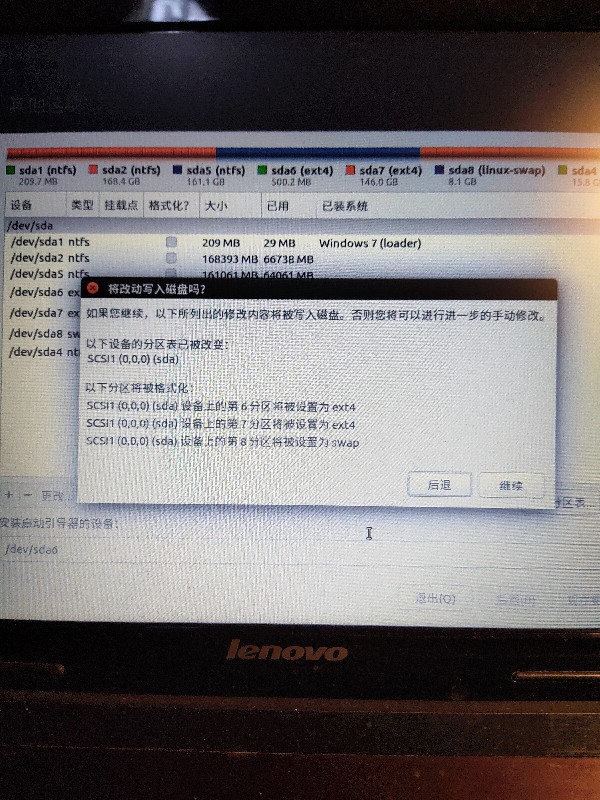 sda1 (ntfs) sda2 (ntfs) sda5 (ntfs) sda6 (ext4) sda7 (ext4) sda8 (linux-swap) sda4
209.7 MB 168.4 GB 161.1 GB 500.2 MB 146.0 GB 8.1 GB 15.8 G
设备 类型 挂载点 格式化? 大小 已用 已装系统
/dev/sda
/dev/sda1 ntfs 209 MB 29 MB Windows 7 (loader)
/dev/sda2 ntfs 168393 MB 66738 MB
/dev/sda5 ntfs 161061 MB 64061 MB
/dev/sda6 ex
/dev/sda7 ex
/dev/sda8 sw
/dev/sda4 nt
将改动写入磁盘吗?
如果您继续，以下所列出的修改内容将被写入磁盘。否则您将可以进行进一步的手动修改。
以下设备的分区表已被改变:
SCSI1 (0,0,0) (sda)
以下分区将被格式化:
SCSI1 (0,0,0) (sda) 设备上的第 6 分区将被设置为 ext4
SCSI1 (0,0,0) (sda) 设备上的第 7 分区将被设置为 ext4
SCSI1 (0,0,0) (sda) 设备上的第 8 分区将被设置为 swap
后退 继续
+ − 更改... 分区表...
安装启动引导器的设备:
/dev/sda6
退出(Q) 后退(B)
lenovo